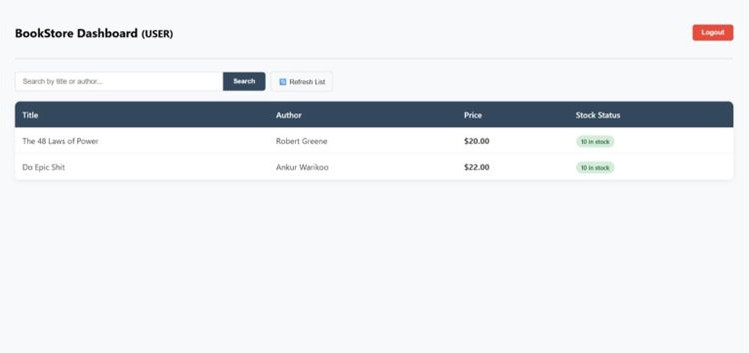 BookStore Dashboard (USER)
Logout
Search by title or author...
Search
Refresh List
Title Author Price Stock Status
The 48 Laws of Power Robert Greene $20.00 10 in stock
Do Epic Shit Ankur Warikoo $22.00 10 in stock